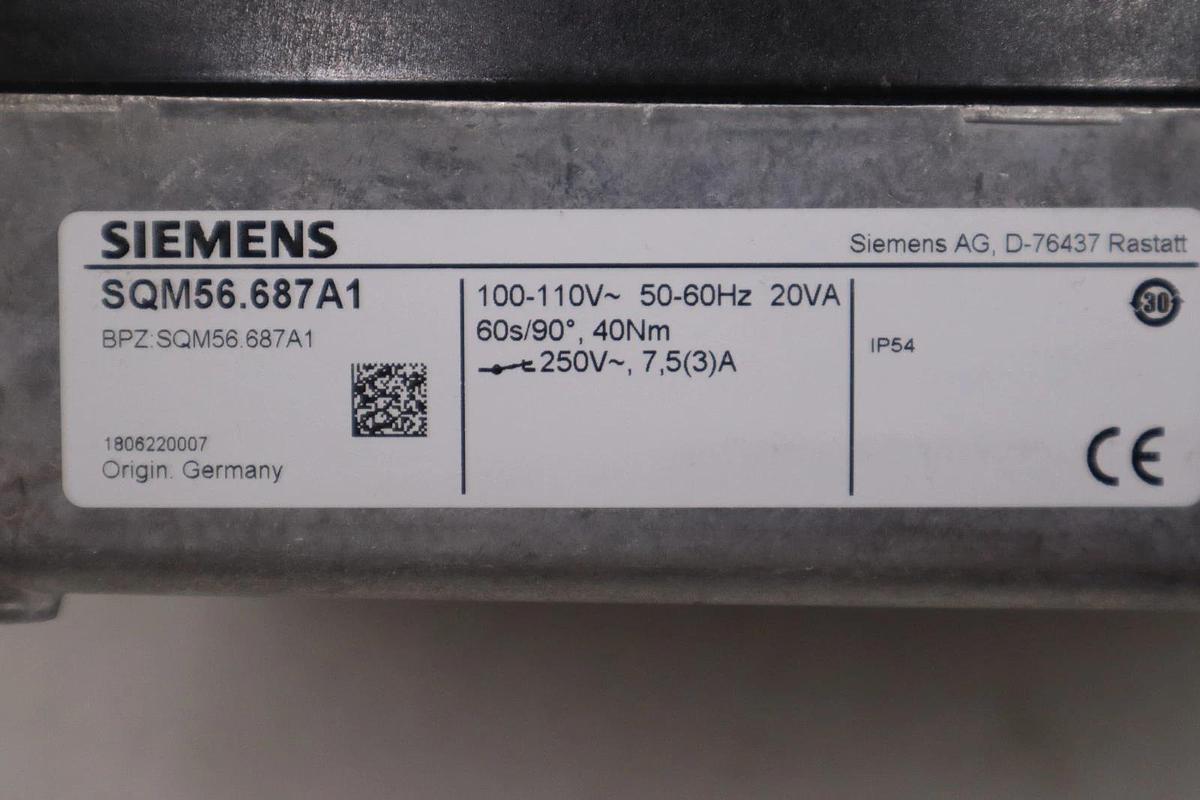 SIEMENS
Siemens AG, D-76437 Rastatt
SQM56.687A1
BPZ:SQM56.687A1
1806220007
Origin: Germany
100-110V~ 50-60Hz 20VA
60s/90°, 40Nm
250V~, 7,5(3)A
30
IP54
CE